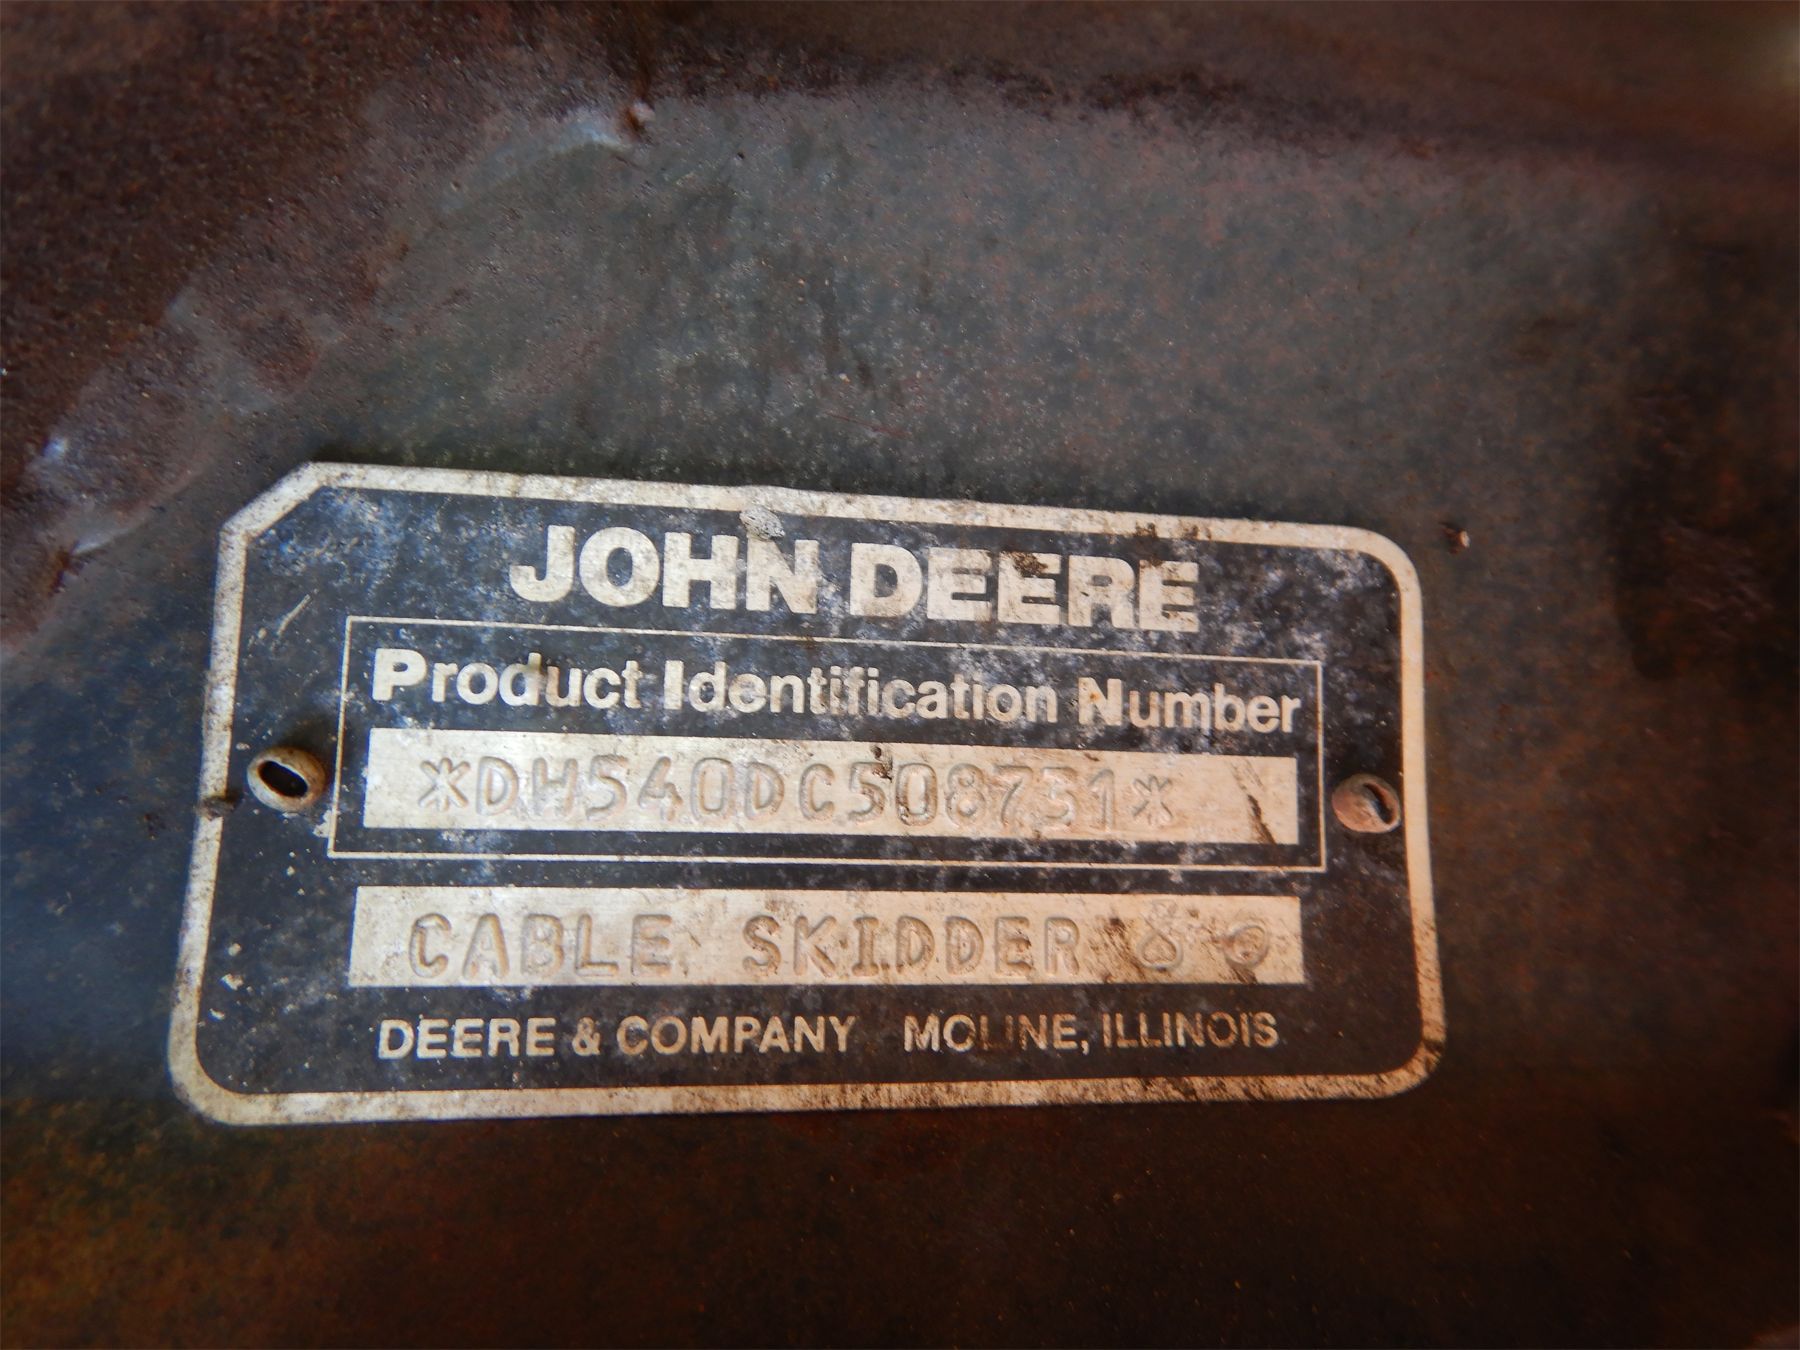 JOHN DEERE
Product Identification Number
*DH540DC508731*
CABLE SKIDDER
DEERE & COMPANY MOLINE, ILLINOIS